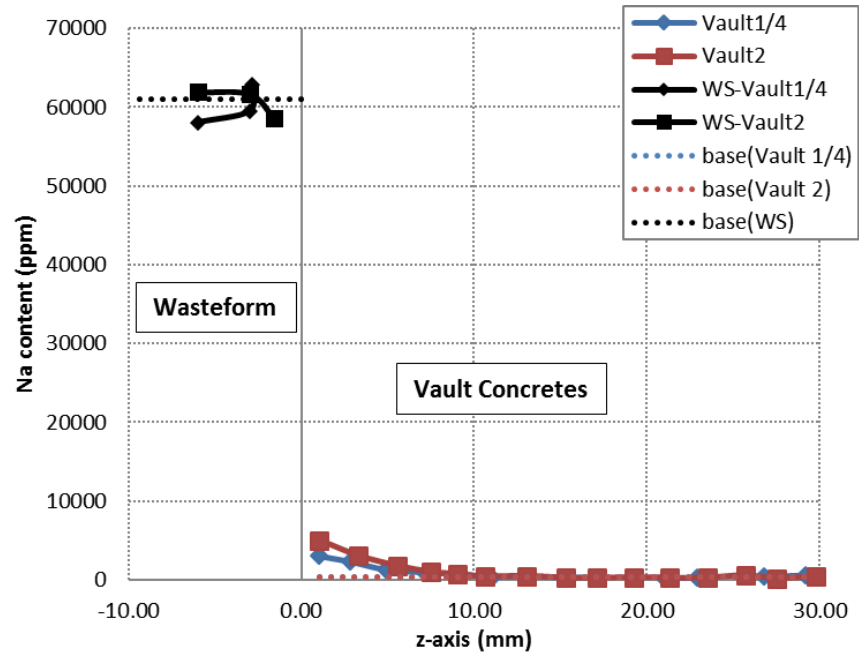 70000
60000
50000
40000
30000
20000
10000
0
Na content (ppm)
-10.00
0.00
10.00
20.00
30.00
z-axis (mm)
Wasteform
Vault Concretes
Vault1/4
Vault2
WS-Vault1/4
WS-Vault2
base(Vault 1/4)
base(Vault 2)
base(WS)